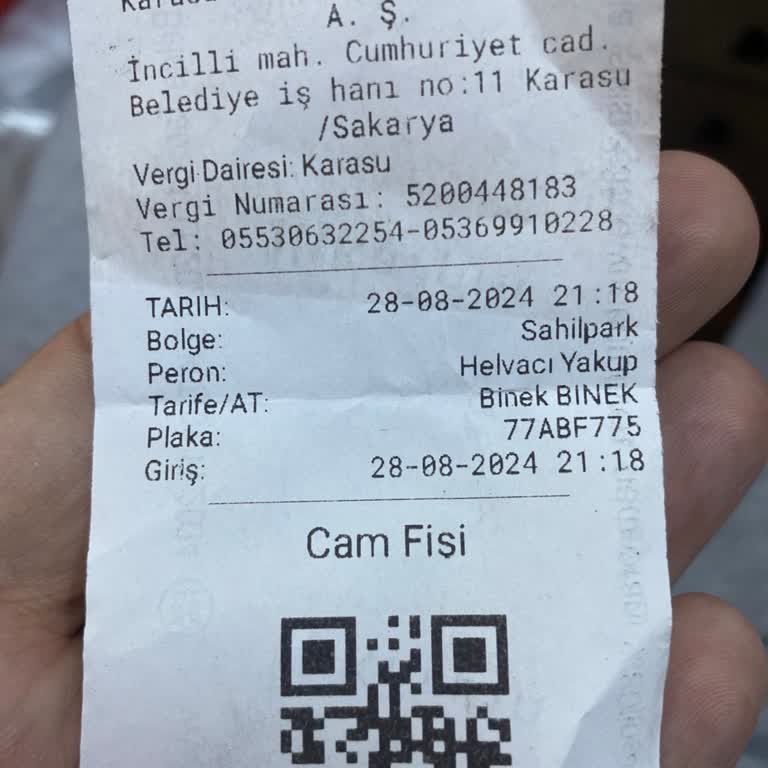 A. Ş.
İncilli mah. Cumhuriyet cad.
Belediye iş hanı no:11 Karasu
/Sakarya
Vergi Dairesi: Karasu
Vergi Numarası: 5200448183
Tel: 05530632254-05369910228
TARIH: 28-08-2024 21:18
Bolge: Sahilpark
Peron: Helvacı Yakup
Tarife/AT: Binek BINEK
Plaka: 77ABF775
Giriş: 28-08-2024 21:18
Cam Fişi